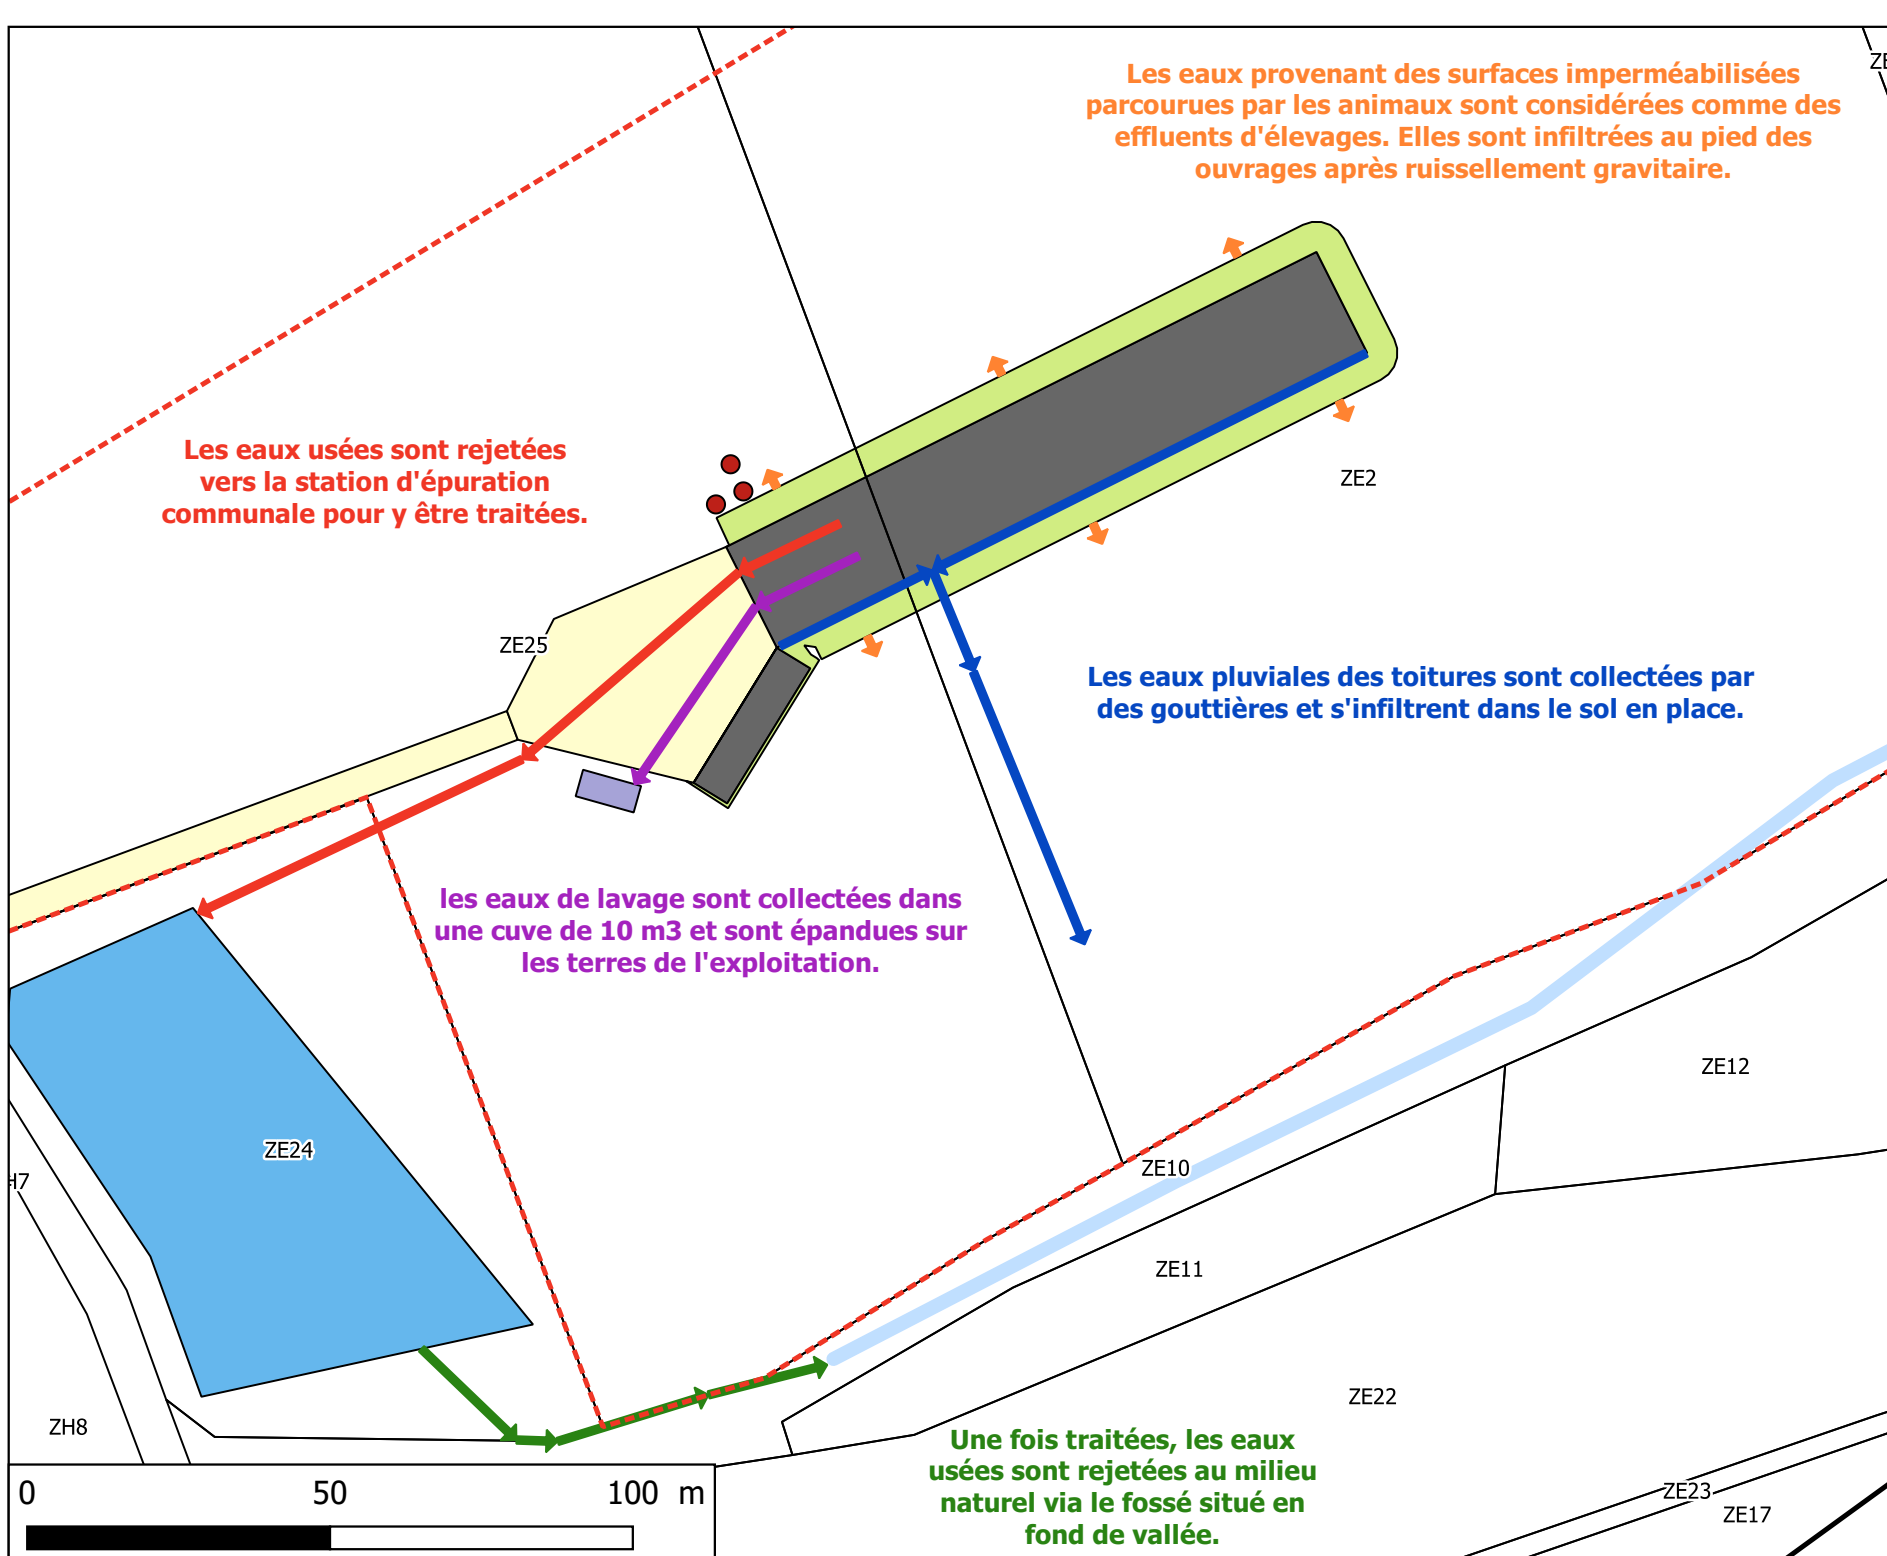 ZE
Les eaux provenant des surfaces imperméabilisées
parcourues par les animaux sont considérées comme des
effluents d'élevages. Elles sont infiltrées au pied des
ouvrages après ruissellement gravitaire.
Les eaux usées sont rejetées
vers la station d'épuration
communale pour y être traitées.
ZE2
ZE25
Les eaux pluviales des toitures sont collectées par
des gouttières et s'infiltrent dans le sol en place.
les eaux de lavage sont collectées dans
une cuve de 10 m3 et sont épandues sur
les terres de l'exploitation.
ZE12
ZE24
ZE10
H7
ZE11
ZE22
ZH8
Une fois traitées, les eaux
usées sont rejetées au milieu
naturel via le fossé situé en
fond de vallée.
ZE23
ZE17
0 50 100 m